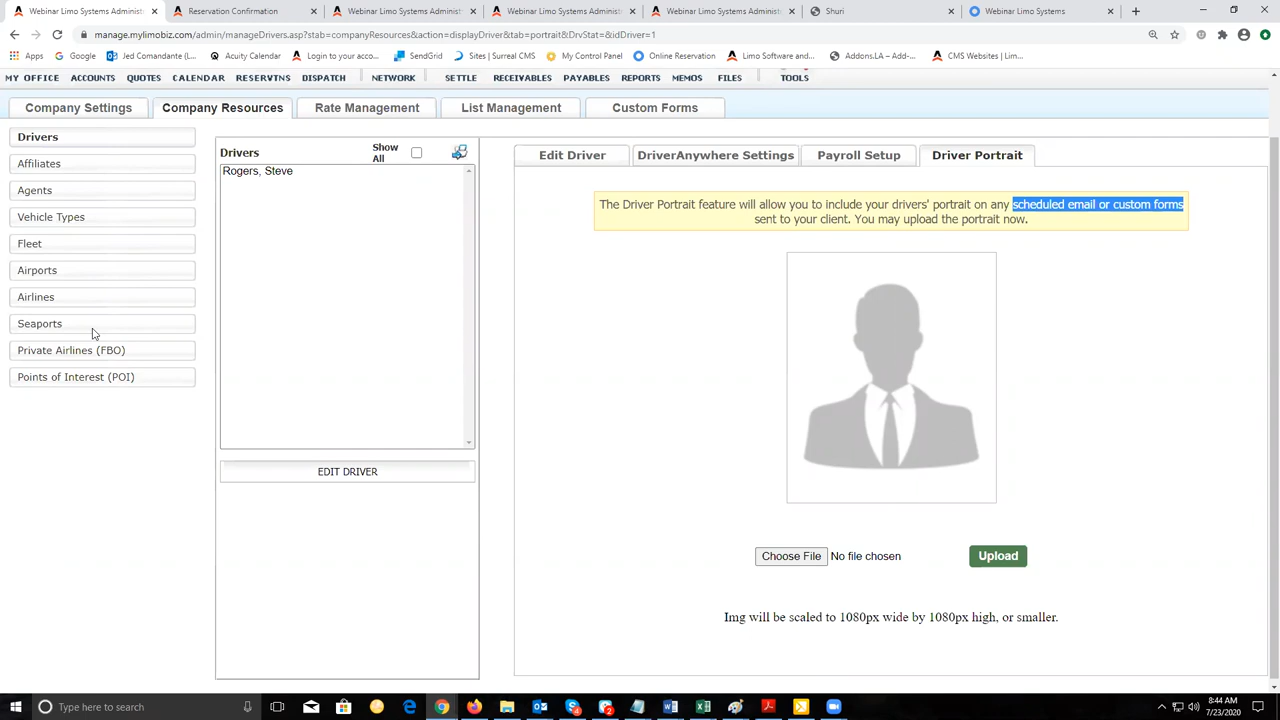 Webinar Limo Systems Administra
Reservation Confirmation
Webinar Limo Systems Administra
Webinar Limo Systems Administra
Webinar Limo Systems Administra
Shuri
Webinar Limo Systems
manage.mylimobiz.com/admin/manageDrivers.asp?stab=companyResources&action=displayDriver&tab=portrait&DrvStat=&idDriver=1
Apps
Google
Jed Comandante (O...
Acuity Calendar
Login to your acco...
SendGrid
Sites | Surreal CMS
My Control Panel
Online Reservation
Limo Software and...
Addons.LA – Add-...
CMS Websites | Lim...
MY OFFICE ACCOUNTS QUOTES CALENDAR RESERVTNS DISPATCH NETWORK SETTLE RECEIVABLES PAYABLES REPORTS MEMOS FILES TOOLS
Company Settings
Company Resources
Rate Management
List Management
Custom Forms
Drivers
Affiliates
Agents
Vehicle Types
Fleet
Airports
Airlines
Seaports
Private Airlines (FBO)
Points of Interest (POI)
Drivers
Show
All
Rogers, Steve
EDIT DRIVER
Edit Driver
DriverAnywhere Settings
Payroll Setup
Driver Portrait
The Driver Portrait feature will allow you to include your drivers' portrait on any scheduled email or custom forms
sent to your client. You may upload the portrait now.
Choose File No file chosen
Upload
Img will be scaled to 1080px wide by 1080px high, or smaller.
Type here to search
8:44 AM
7/23/2020